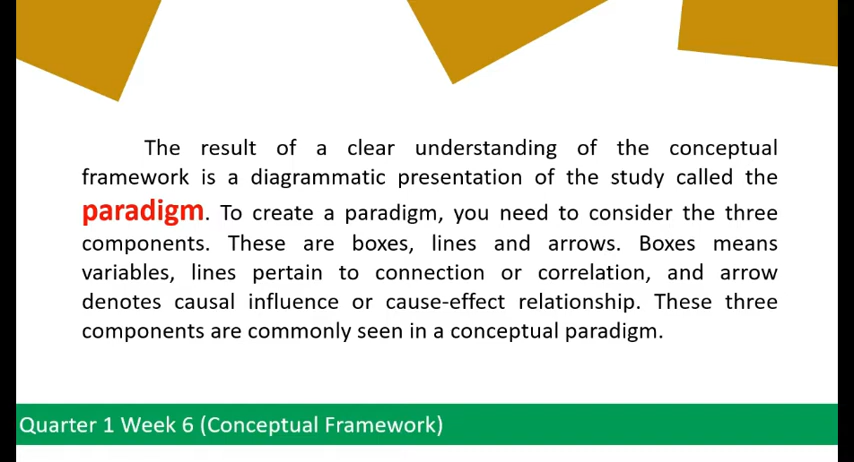 The result of a clear understanding of the conceptual
framework is a diagrammatic presentation of the study called the
paradigm. To create a paradigm, you need to consider the three
components. These are boxes, lines and arrows. Boxes means
variables, lines pertain to connection or correlation, and arrow
denotes causal influence or cause-effect relationship. These three
components are commonly seen in a conceptual paradigm.
Quarter 1 Week 6 (Conceptual Framework)